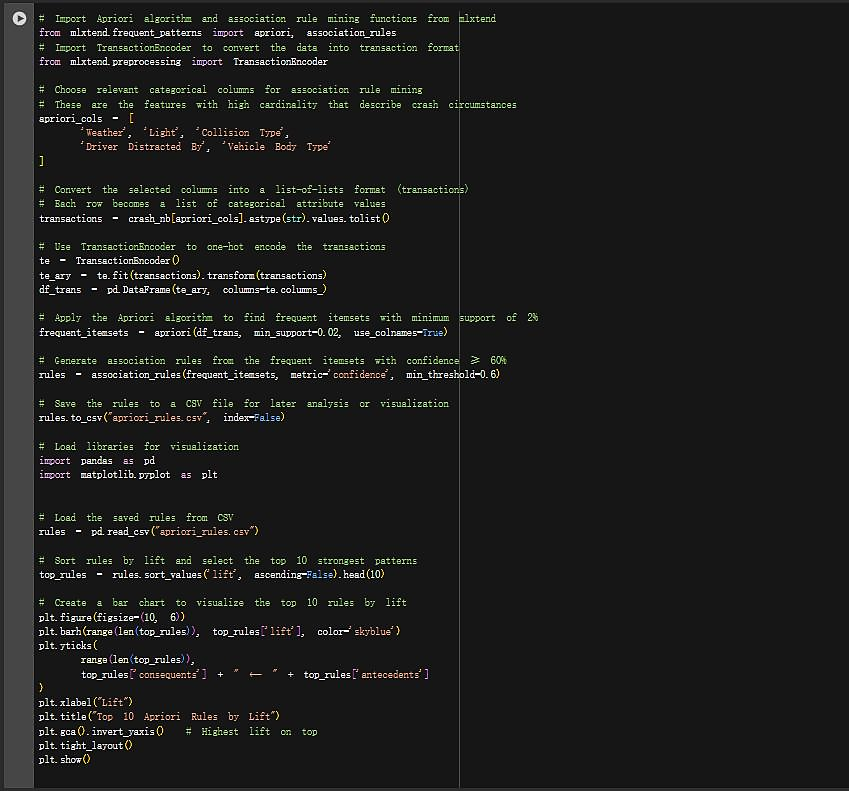 # Import Apriori algorithm and association rule mining functions from mlxtend
from mlxtend.frequent_patterns import apriori, association_rules
# Import TransactionEncoder to convert the data into transaction format
from mlxtend.preprocessing import TransactionEncoder
# Choose relevant categorical columns for association rule mining
# These are the features with high cardinality that describe crash circumstances
apriori_cols = [
'Weather', 'Light', 'Collision Type',
'Driver Distracted By', 'Vehicle Body Type'
]
# Convert the selected columns into a list-of-lists format (transactions)
# Each row becomes a list of categorical attribute values
transactions = crash_nb[apriori_cols].astype(str).values.tolist()
# Use TransactionEncoder to one-hot encode the transactions
te = TransactionEncoder()
te_ary = te.fit(transactions).transform(transactions)
df_trans = pd.DataFrame(te_ary, columns=te.columns_)
# Apply the Apriori algorithm to find frequent itemsets with minimum support of 2%
frequent_itemsets = apriori(df_trans, min_support=0.02, use_colnames=True)
# Generate association rules from the frequent itemsets with confidence ≥ 60%
rules = association_rules(frequent_itemsets, metric='confidence', min_threshold=0.6)
# Save the rules to a CSV file for later analysis or visualization
rules.to_csv("apriori_rules.csv", index=False)
# Load libraries for visualization
import pandas as pd
import matplotlib.pyplot as plt
# Load the saved rules from CSV
rules = pd.read_csv("apriori_rules.csv")
# Sort rules by lift and select the top 10 strongest patterns
top_rules = rules.sort_values('lift', ascending=False).head(10)
# Create a bar chart to visualize the top 10 rules by lift
plt.figure(figsize=(10, 6))
plt.barh(range(len(top_rules)), top_rules['lift'], color='skyblue')
plt.yticks(
range(len(top_rules)),
top_rules['consequents'] + " ← " + top_rules['antecedents']
)
plt.xlabel("Lift")
plt.title("Top 10 Apriori Rules by Lift")
plt.gca().invert_yaxis() # Highest lift on top
plt.tight_layout()
plt.show()